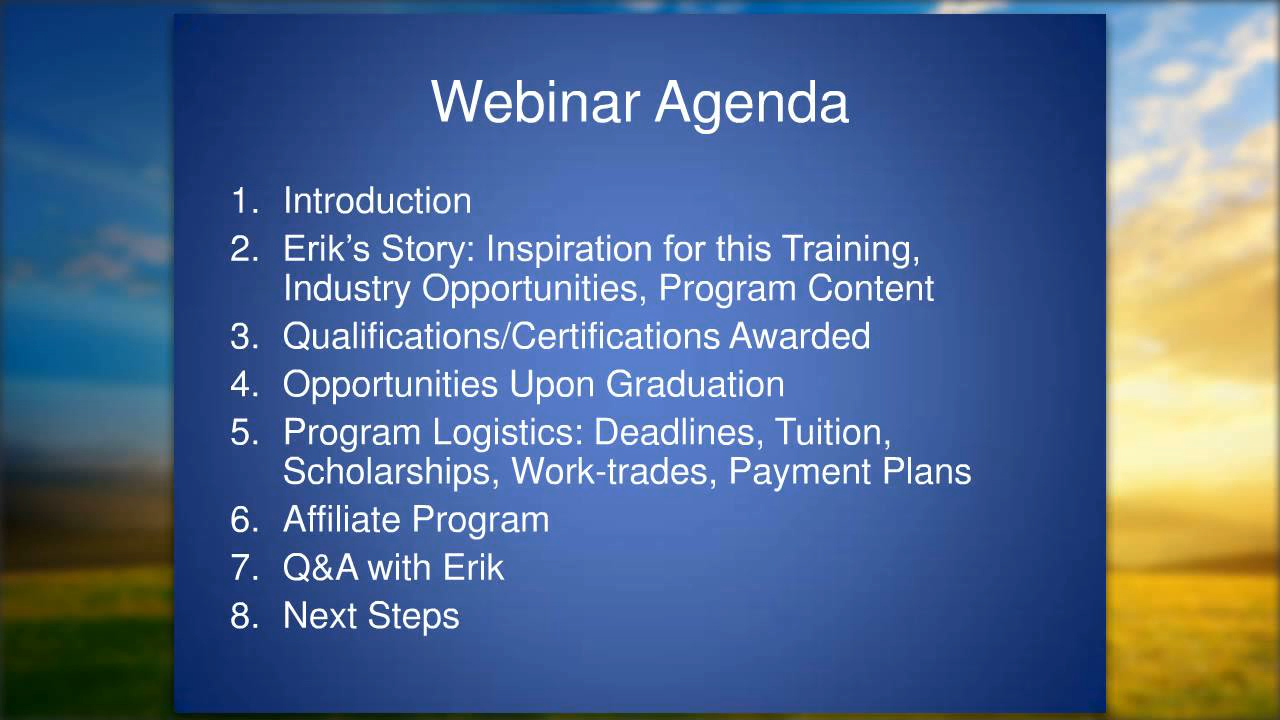 Webinar Agenda
1. Introduction
2. Erik’s Story: Inspiration for this Training,
Industry Opportunities, Program Content
3. Qualifications/Certifications Awarded
4. Opportunities Upon Graduation
5. Program Logistics: Deadlines, Tuition,
Scholarships, Work-trades, Payment Plans
6. Affiliate Program
7. Q&A with Erik
8. Next Steps